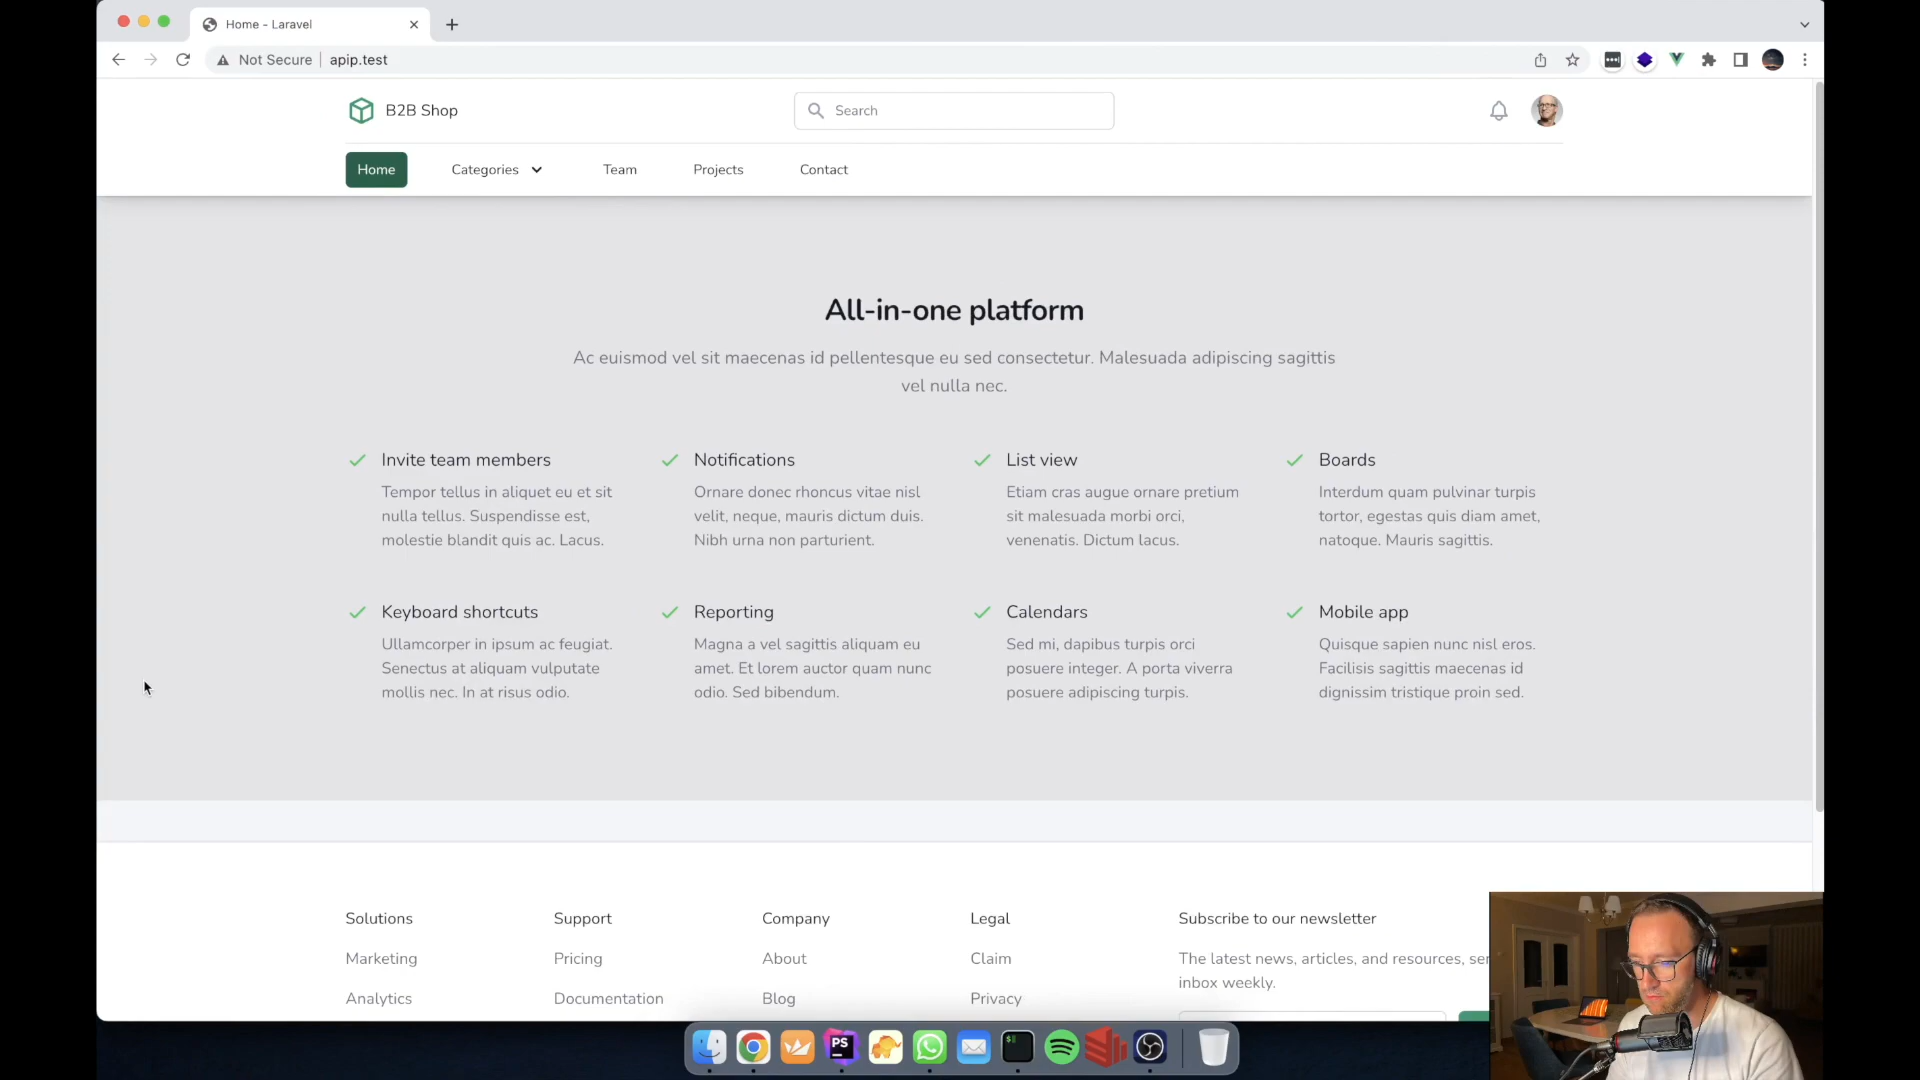 Home - Laravel
Not Secure
apip.test
B2B Shop
Search
Home
Categories
Team
Projects
Contact
All-in-one platform
Ac euismod vel sit maecenas id pellentesque eu sed consectetur. Malesuada adipiscing sagittis
vel nulla nec.
Invite team members
Tempor tellus in aliquet eu et sit
nulla tellus. Suspendisse est,
molestie blandit quis ac. Lacus.
Notifications
Ornare donec rhoncus vitae nisl
velit, neque, mauris dictum duis.
Nibh urna non parturient.
List view
Etiam cras augue ornare pretium
sit malesuada morbi orci,
venenatis. Dictum lacus.
Boards
Interdum quam pulvinar turpis
tortor, egestas quis diam amet,
natoque. Mauris sagittis.
Keyboard shortcuts
Ullamcorper in ipsum ac feugiat.
Senectus at aliquam vulputate
mollis nec. In at risus odio.
Reporting
Magna a vel sagittis aliquam eu
amet. Et lorem auctor quam nunc
odio. Sed bibendum.
Calendars
Sed mi, dapibus turpis orci
posuere integer. A porta viverra
posuere adipiscing turpis.
Mobile app
Quisque sapien nunc nisl eros.
Facilisis sagittis maecenas id
dignissim tristique proin sed.
Solutions
Marketing
Analytics
Support
Pricing
Documentation
Company
About
Blog
Legal
Claim
Privacy
Subscribe to our newsletter
The latest news, articles, and resources,
inbox weekly.
PS